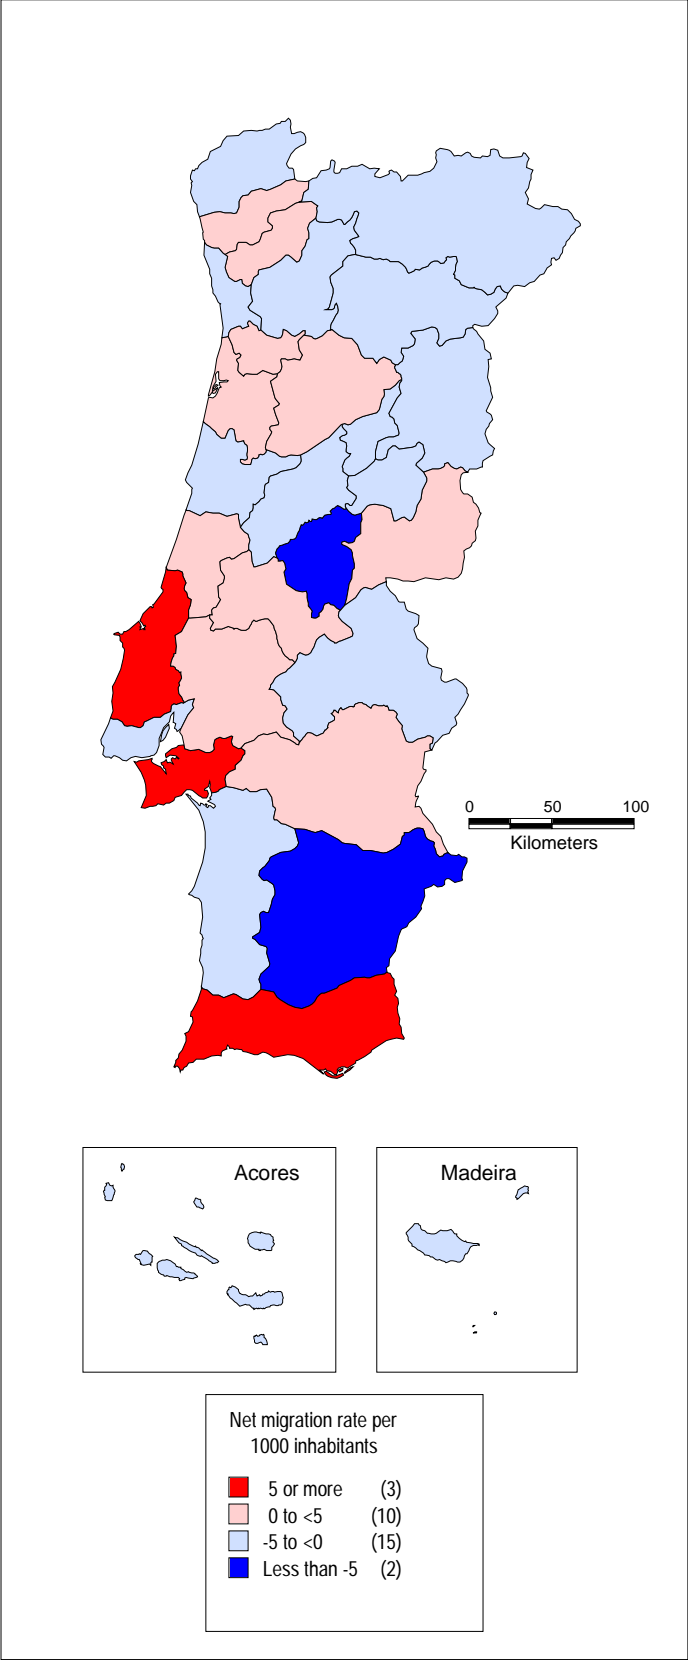 0 50 100
Kilometers
Acores
Madeira
Net migration rate per
1000 inhabitants
5 or more (3)
0 to <5 (10)
-5 to <0 (15)
Less than -5 (2)